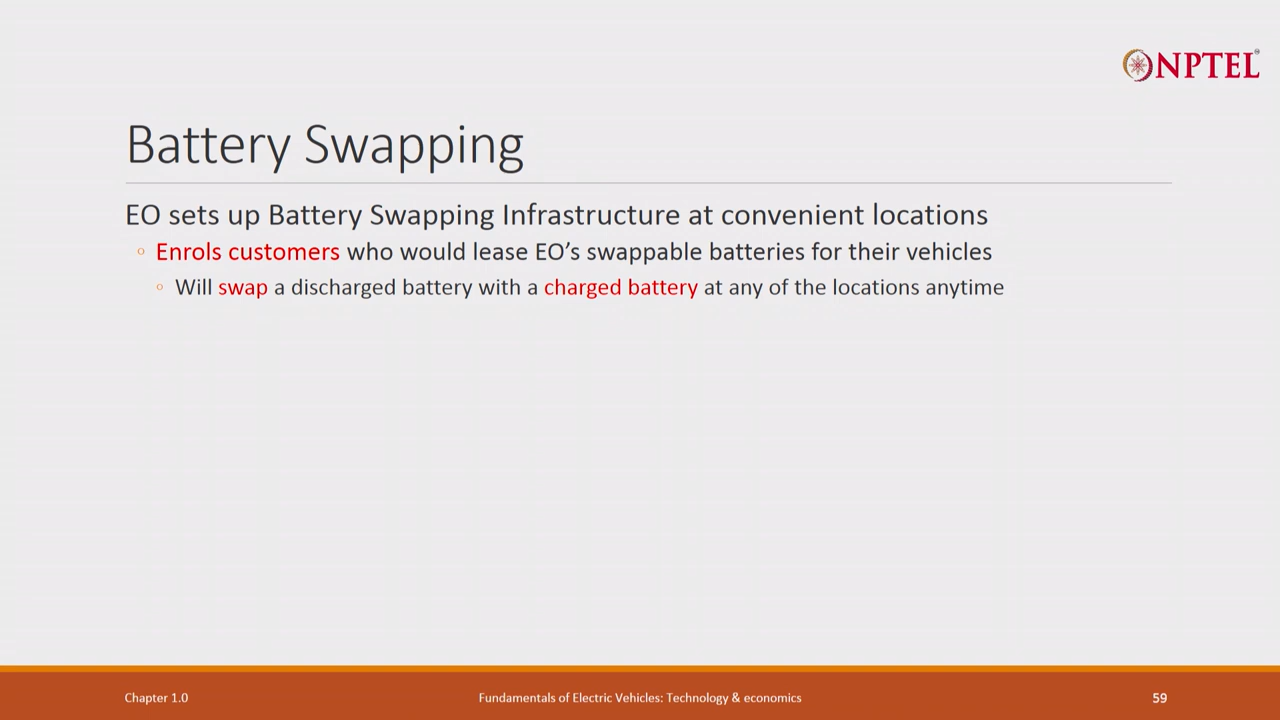 NPTEL
Battery Swapping
EO sets up Battery Swapping Infrastructure at convenient locations
◦ Enrols customers who would lease EO’s swappable batteries for their vehicles
◦ Will swap a discharged battery with a charged battery at any of the locations anytime
Chapter 1.0
Fundamentals of Electric Vehicles: Technology & economics
59